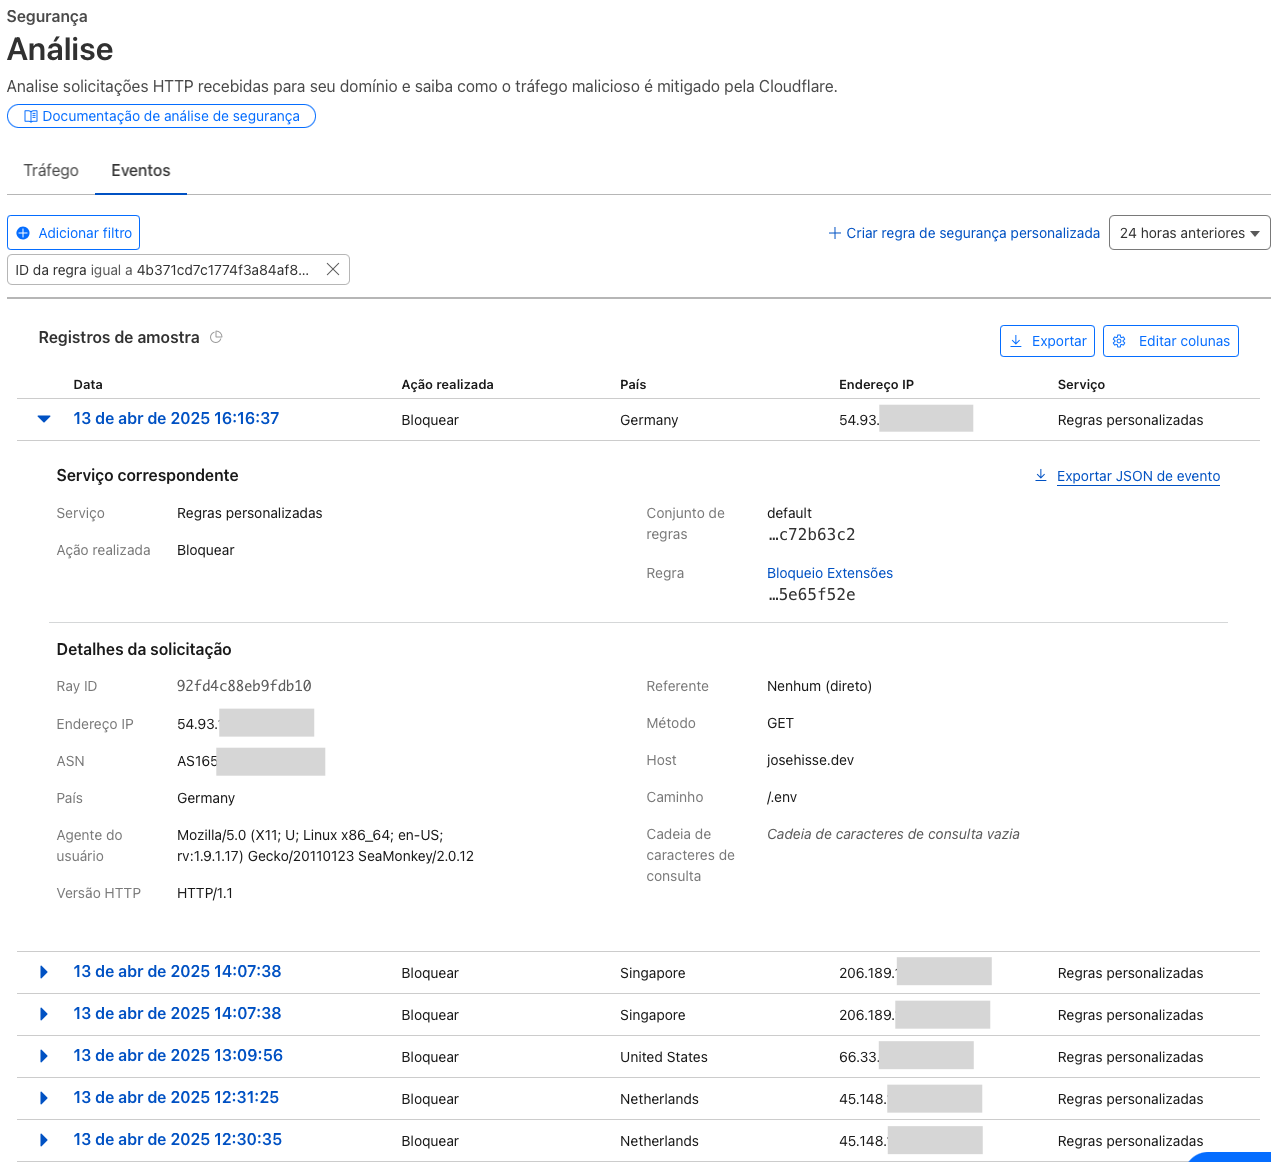 Segurança
Análise
Analise solicitações HTTP recebidas para seu domínio e saiba como o tráfego malicioso é mitigado pela Cloudflare.
Documentação de análise de segurança
Tráfego Eventos
Adicionar filtro Criar regra de segurança personalizada 24 horas anteriores
ID da regra igual a 4b371cd7c1774f3a84af8...
Registros de amostra Exportar Editar colunas
Data Ação realizada País Endereço IP Serviço
13 de abr de 2025 16:16:37 Bloquear Germany 54.93. Regras personalizadas
Serviço correspondente Exportar JSON de evento
Serviço Regras personalizadas Conjunto de regras default
…c72b63c2
Ação realizada Bloquear
Regra Bloqueio Extensões
…5e65f52e
Detalhes da solicitação
Ray ID 92fd4c88eb9fdb10 Referente Nenhum (direto)
Endereço IP 54.93. Método GET
ASN AS165 Host josehisse.dev
País Germany Caminho /.env
Agente do usuário Mozilla/5.0 (X11; U; Linux x86_64; en-US;
rv:1.9.1.17) Gecko/20110123 SeaMonkey/2.0.12
Cadeia de caracteres de consulta Cadeia de caracteres de consulta vazia
Versão HTTP HTTP/1.1
13 de abr de 2025 14:07:38 Bloquear Singapore 206.189. Regras personalizadas
13 de abr de 2025 14:07:38 Bloquear Singapore 206.189. Regras personalizadas
13 de abr de 2025 13:09:56 Bloquear United States 66.33. Regras personalizadas
13 de abr de 2025 12:31:25 Bloquear Netherlands 45.148. Regras personalizadas
13 de abr de 2025 12:30:35 Bloquear Netherlands 45.148. Regras personalizadas